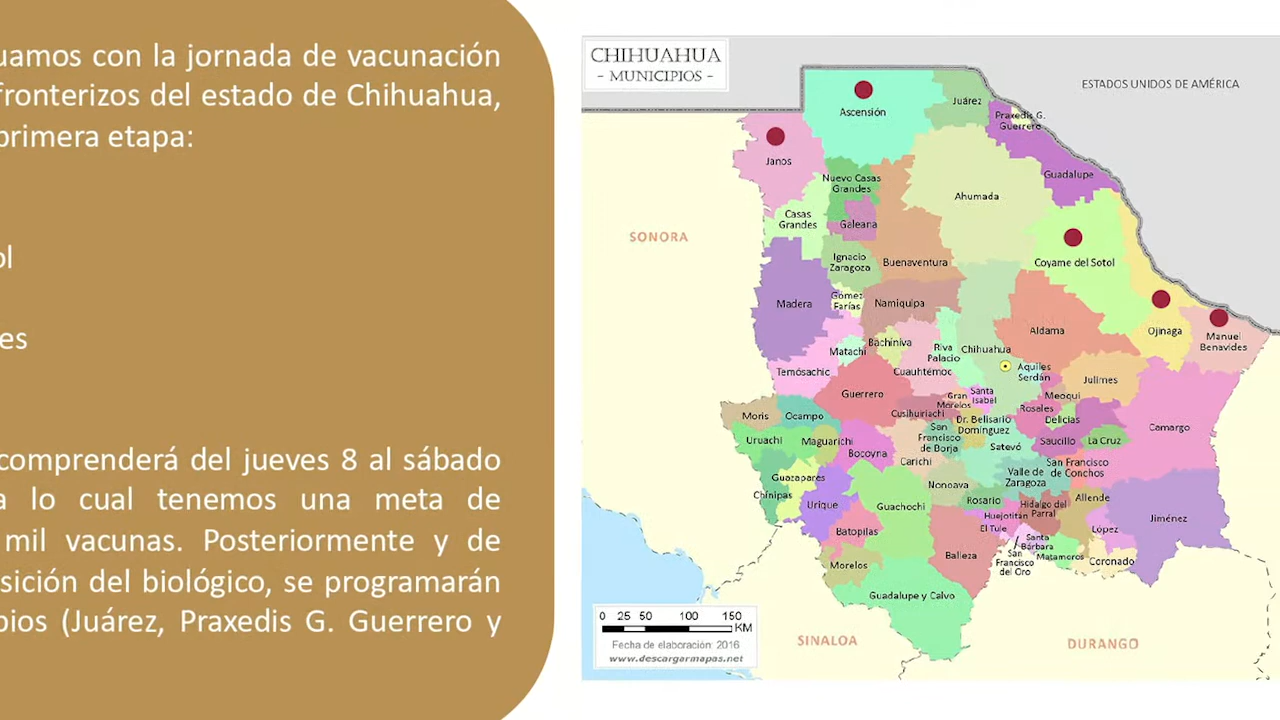 uamos con la jornada de vacunación
fronterizos del estado de Chihuahua,
primera etapa:
ol
es
comprenderá del jueves 8 al sábado
a lo cual tenemos una meta de
mil vacunas. Posteriormente y de
sición del biológico, se programarán
pios (Juárez, Praxedis G. Guerrero y
CHIHUAHUA
- MUNICIPIOS -
ESTADOS UNIDOS DE AMÉRICA
Ascensión
Juárez
Praxedis G.
Guerrero
Janos
Guadalupe
Nuevo Casas
Grandes
Ahumada
Casas
Grandes
Galeana
SONORA
Ignacio
Zaragoza
Buenaventura
Coyame del Sotol
Madera
Gómez
Farías
Namiquipa
Aldama
Ojinaga
Manuel
Benavides
Matachí
Bachíniva
Riva
Palacio
Chihuahua
Temósachic
Cuauhtémoc
Aquiles
Serdán
Julimes
Guerrero
Gran
Morelos
Santa
Isabel
Meoqui
Rosales
Moris
Ocampo
Cusihuiriachi
Dr. Belisario
Domínguez
Delicias
Camargo
San
Francisco
de Borja
Uruachi
Maguarichi
Satevó
Saucillo
La Cruz
Bocoyna
Carichí
Guazapares
Valle de
Zaragoza
San Francisco
de Conchos
Chínipas
Nonoava
Urique
Guachochi
Rosario
Hidalgo del
Parral
Allende
Jiménez
Huejotitán
El Tule
Batopilas
López
Balleza
Santa
Bárbara
Matamoros
Coronado
San
Francisco
del Oro
Morelos
Guadalupe y Calvo
0 25 50 100 150
KM
Fecha de elaboración: 2016
www.descargarmapas.net
SINALOA
DURANGO